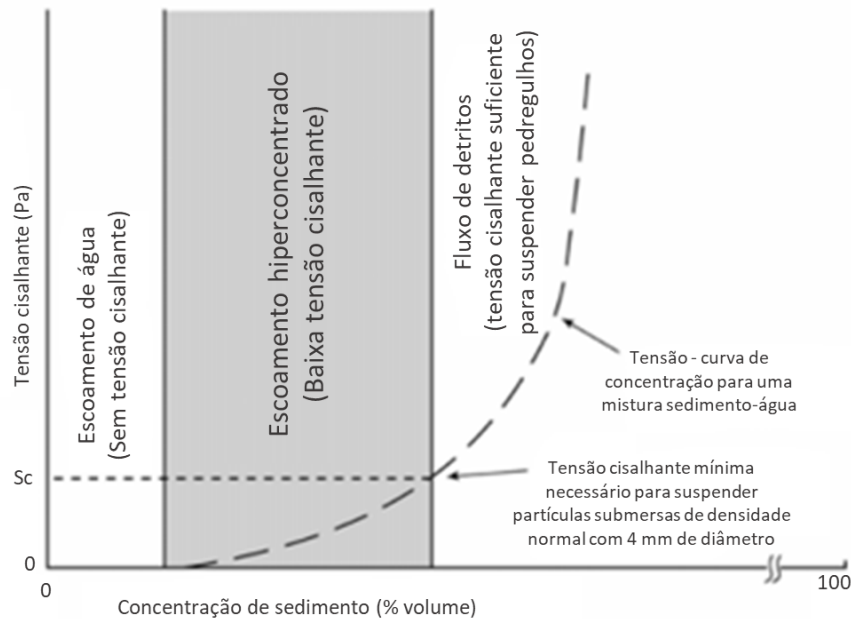 Tensão cisalhante (Pa)
Escoamento de água
(Sem tensão cisalhante)
Escoamento hiperconcentrado
(Baixa tensão cisalhante)
Fluxo de detritos
(tensão cisalhante suficiente
para suspender pedregulhos)
Tensão - curva de
concentração para uma
mistura sedimento-água
Sc
Tensão cisalhante mínima
necessário para suspender
partículas submersas de densidade
normal com 4 mm de diâmetro
0
0
100
Concentração de sedimento (% volume)